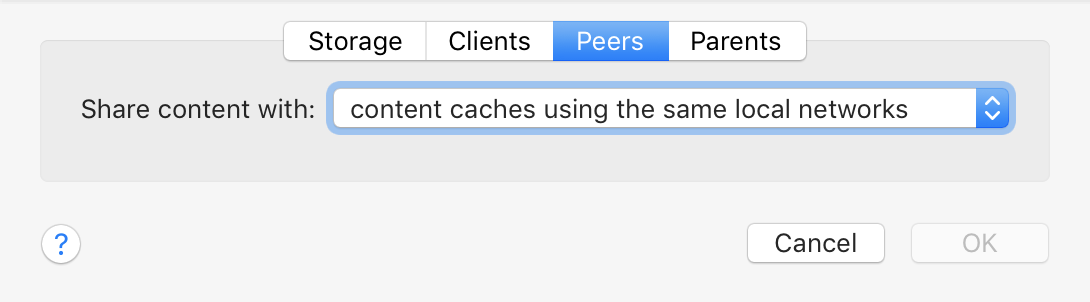 Storage Clients Peers Parents
Share content with: content caches using the same local networks
? Cancel OK